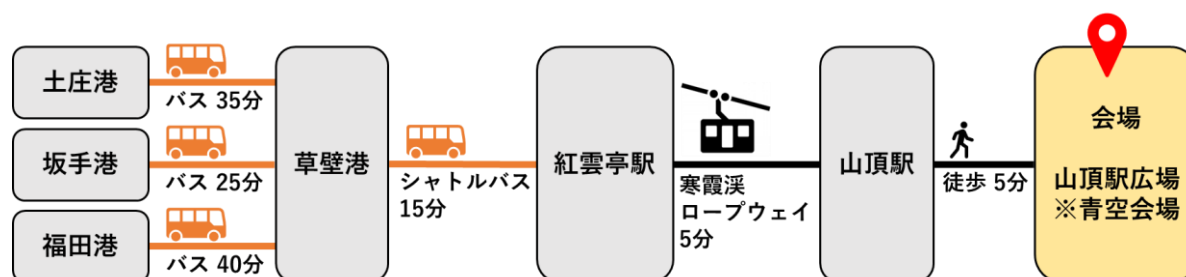 土庄港
バス 35分
坂手港
バス 25分
福田港
バス 40分
草壁港
シャトルバス
15分
紅雲亭駅
寒霞渓
ロープウェイ
5分
山頂駅
徒歩 5分
会場
山頂駅広場
※青空会場